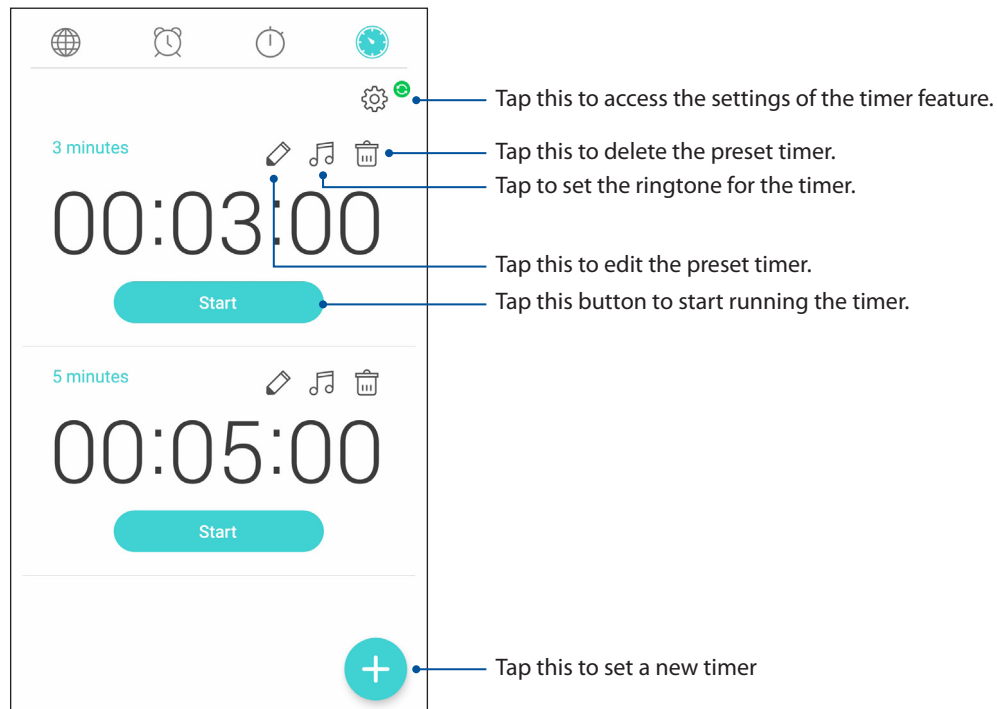 Tap this to access the settings of the timer feature.
3 minutes
Tap this to delete the preset timer.
Tap to set the ringtone for the timer.
00:03:00
Tap this to edit the preset timer.
Start
Tap this button to start running the timer.
5 minutes
00:05:00
Start
Tap this to set a new timer